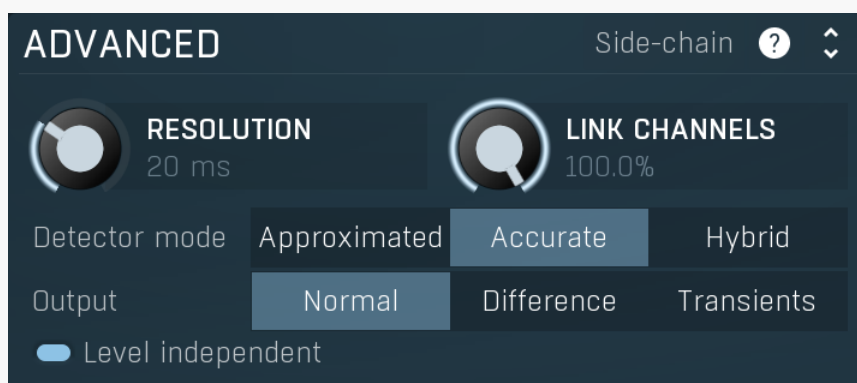 ADVANCED Side-chain ?
RESOLUTION LINK CHANNELS
20 ms 100.0%
Detector mode Approximated Accurate Hybrid
Output Normal Difference Transients
Level independent